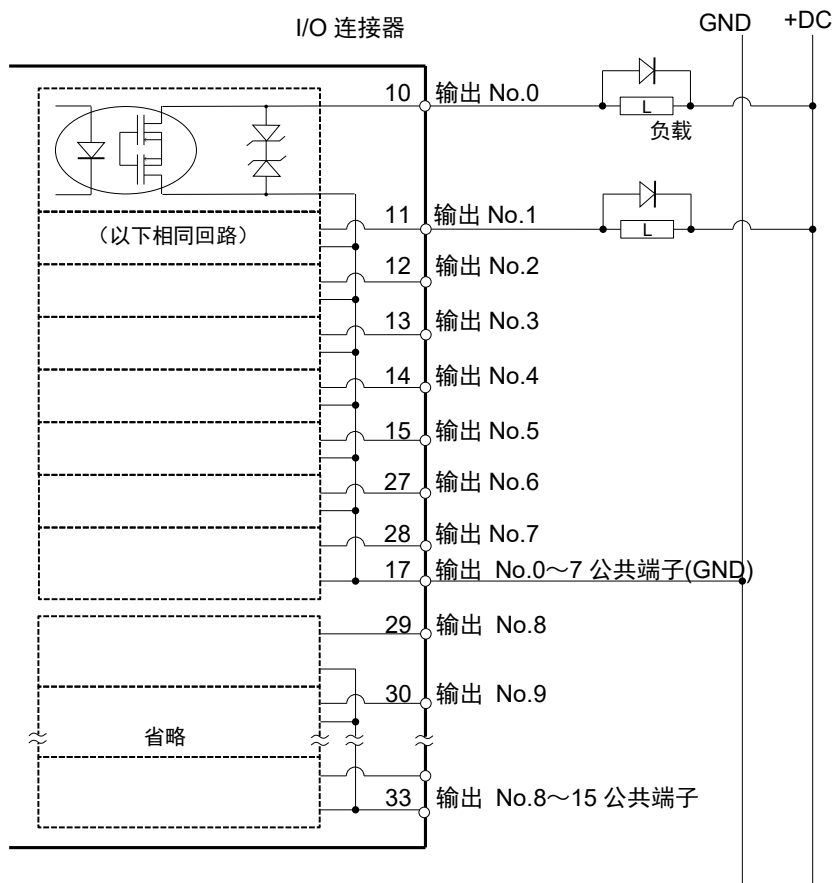 I/O 连接器
GND
+DC
10 输出 No.0
L
负载
11 输出 No.1
L
（以下相同回路）
12 输出 No.2
13 输出 No.3
14 输出 No.4
15 输出 No.5
27 输出 No.6
28 输出 No.7
17 输出 No.0～7 公共端子(GND)
29 输出 No.8
30 输出 No.9
省略
33 输出 No.8～15 公共端子